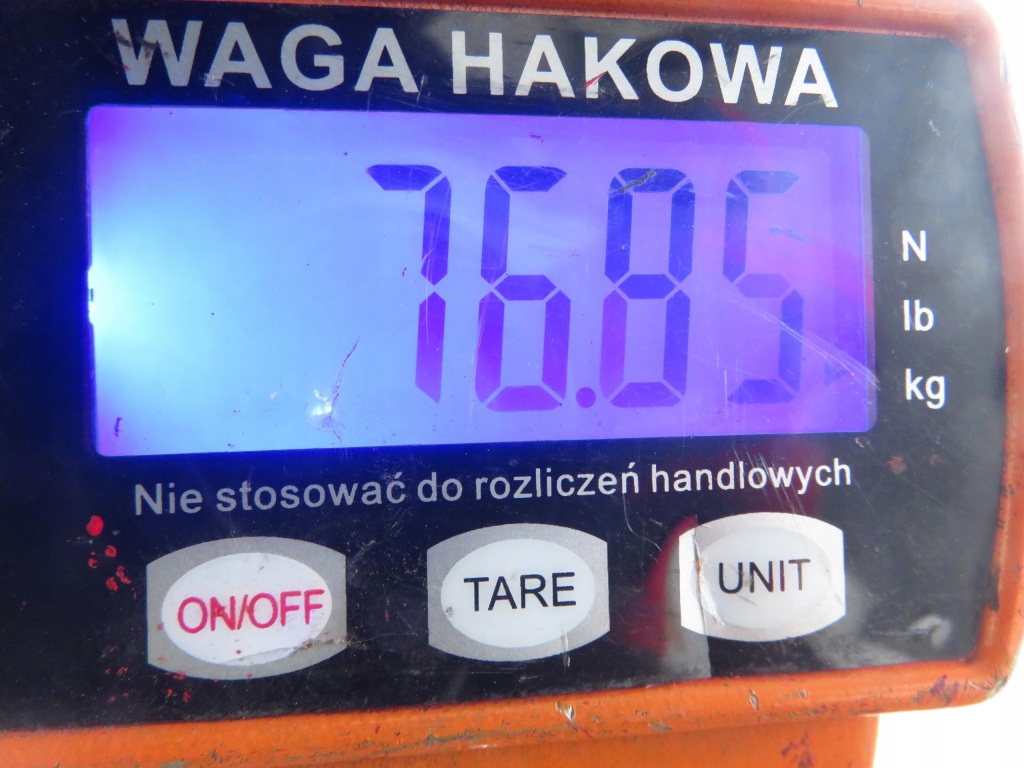 WAGA HAKOWA
76.85
N
lb
kg
Nie stosować do rozliczeń handlowych
ON/OFF TARE UNIT